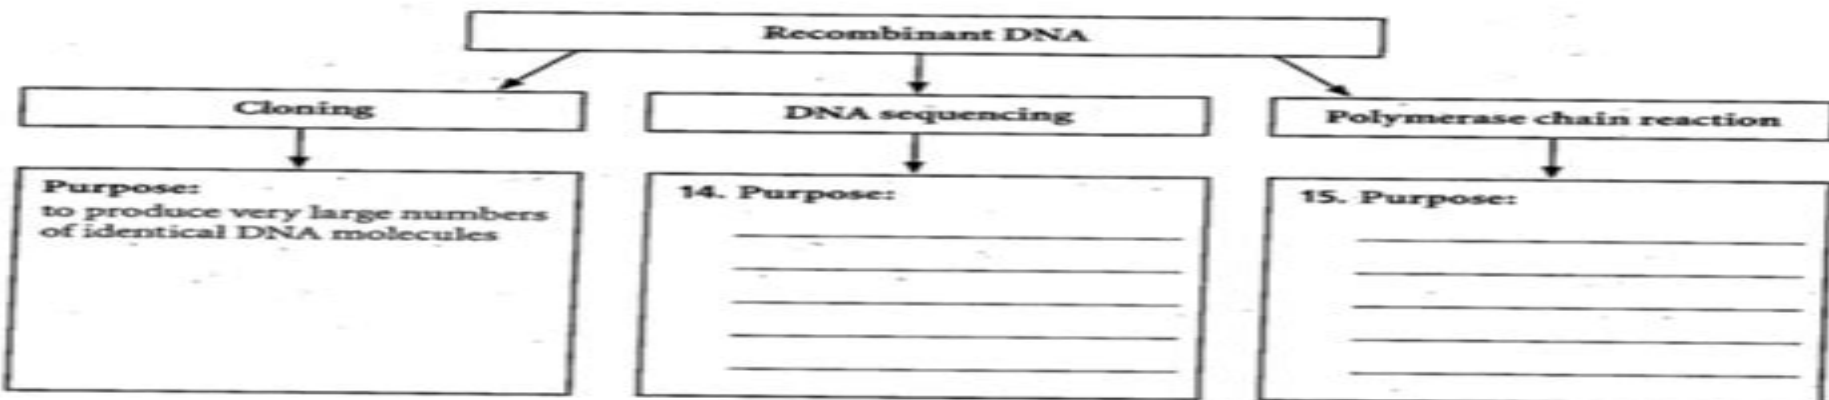 Recombinant DNA
Cloning
DNA sequencing
Polymerase chain reaction
Purpose:
to produce very large numbers
of identical DNA molecules
14. Purpose:
15. Purpose: